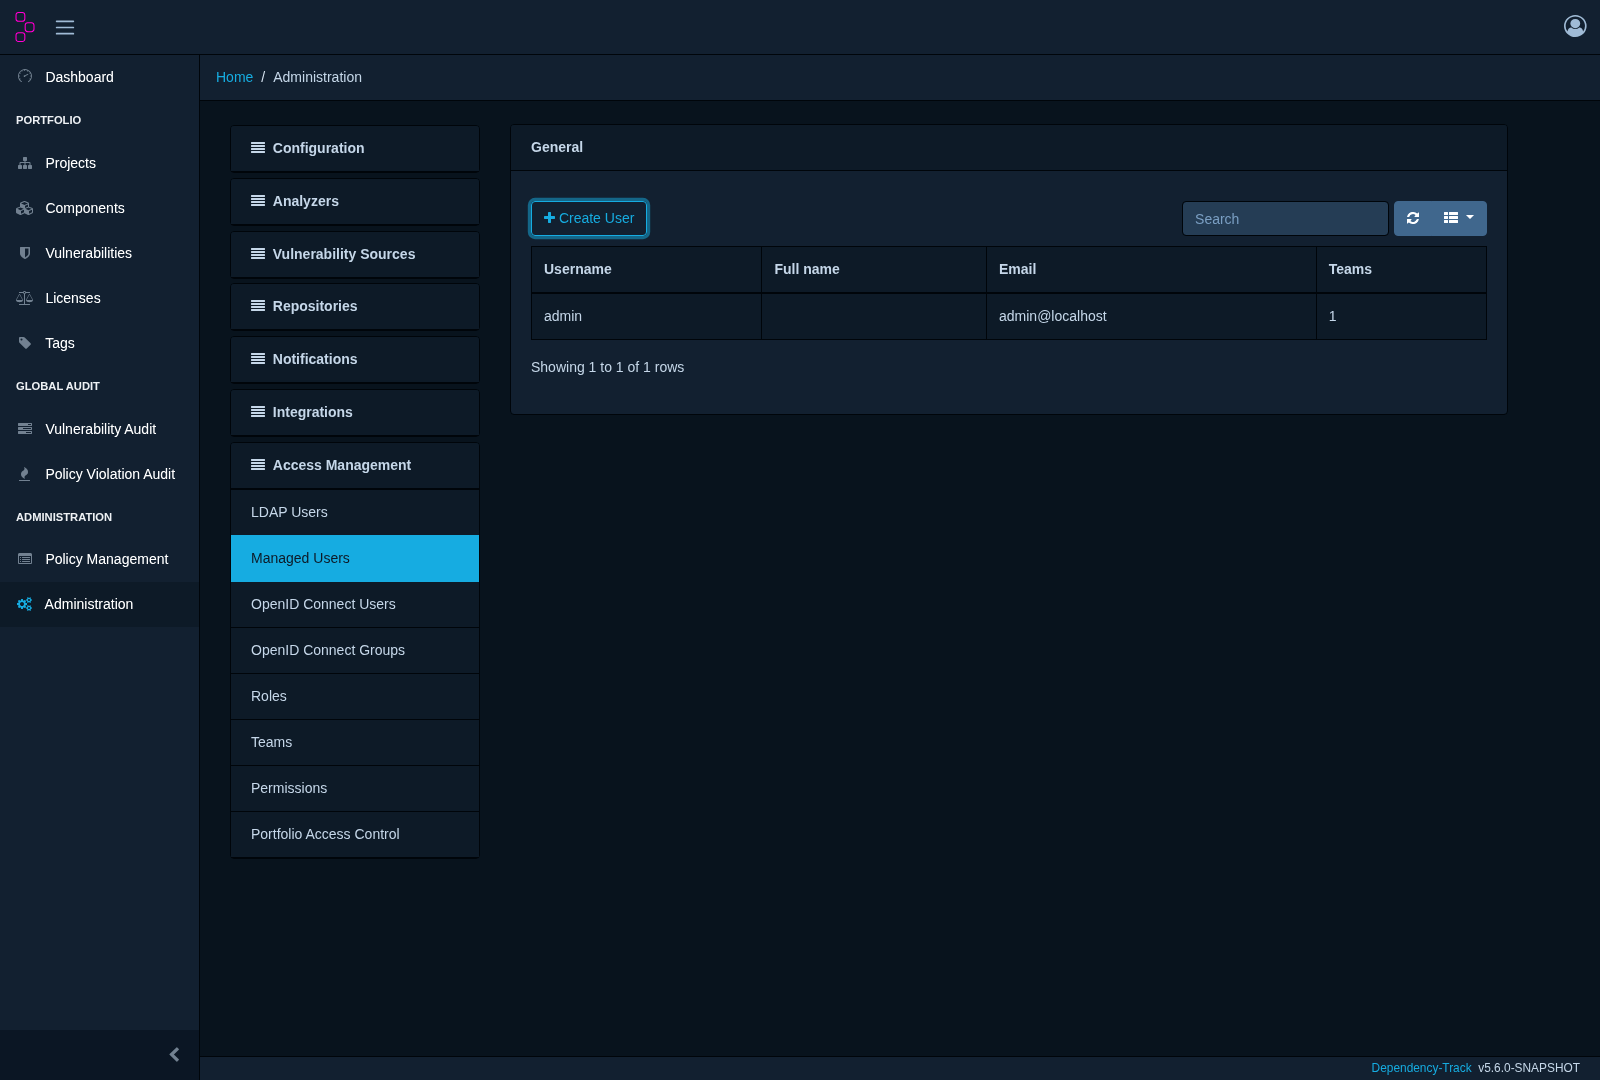 Dashboard
PORTFOLIO
Projects
Components
Vulnerabilities
Licenses
Tags
GLOBAL AUDIT
Vulnerability Audit
Policy Violation Audit
ADMINISTRATION
Policy Management
Administration
Home / Administration
Configuration
Analyzers
Vulnerability Sources
Repositories
Notifications
Integrations
Access Management
LDAP Users
Managed Users
OpenID Connect Users
OpenID Connect Groups
Roles
Teams
Permissions
Portfolio Access Control
General
Create User
Search
Username Full name Email Teams
admin admin@localhost 1
Showing 1 to 1 of 1 rows
Dependency-Track v5.6.0-SNAPSHOT